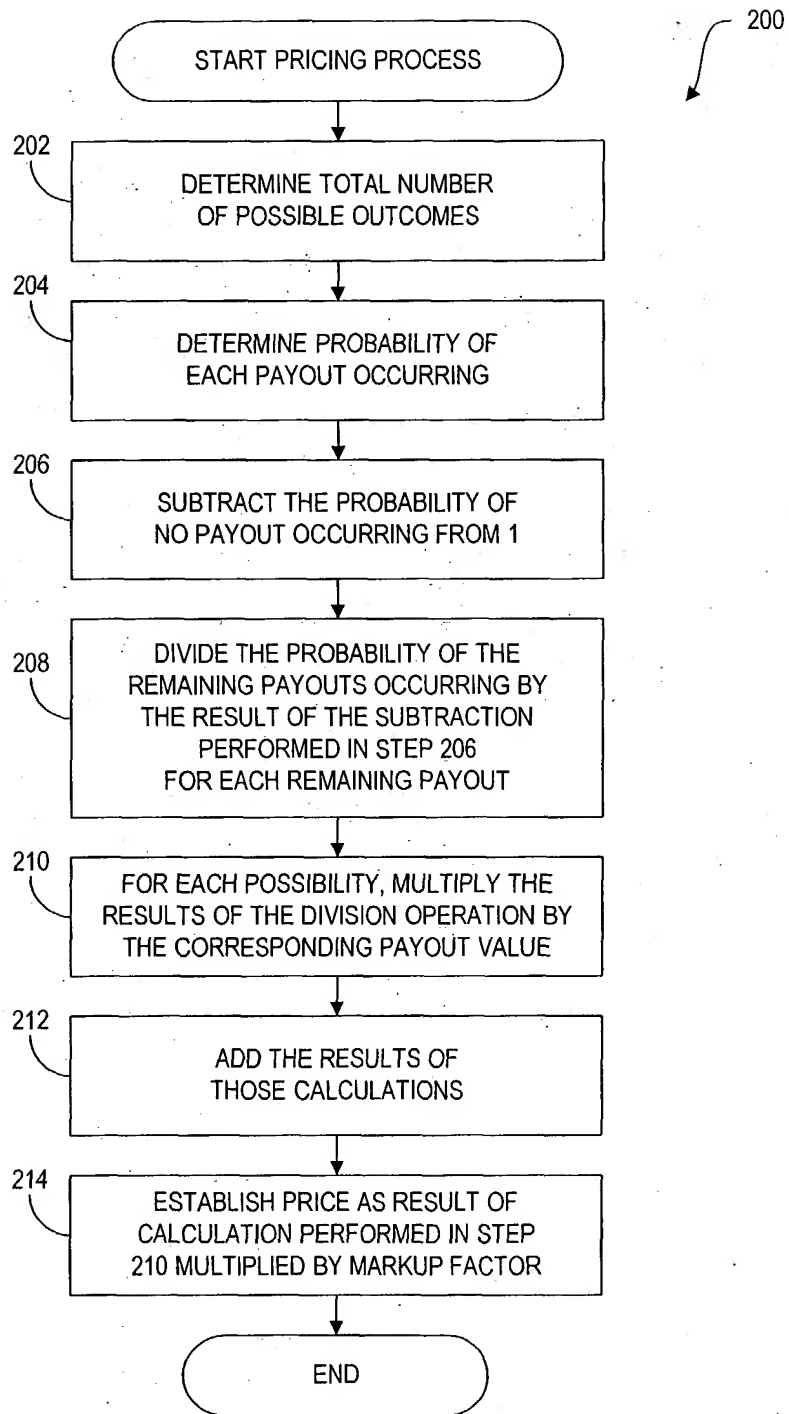 200
START PRICING PROCESS
202
DETERMINE TOTAL NUMBER
OF POSSIBLE OUTCOMES
204
DETERMINE PROBABILITY OF
EACH PAYOUT OCCURRING
206
SUBTRACT THE PROBABILITY OF
NO PAYOUT OCCURRING FROM 1
208
DIVIDE THE PROBABILITY OF THE
REMAINING PAYOUTS OCCURRING BY
THE RESULT OF THE SUBTRACTION
PERFORMED IN STEP 206
FOR EACH REMAINING PAYOUT
210
FOR EACH POSSIBILITY, MULTIPLY THE
RESULTS OF THE DIVISION OPERATION BY
THE CORRESPONDING PAYOUT VALUE
212
ADD THE RESULTS OF
THOSE CALCULATIONS
214
ESTABLISH PRICE AS RESULT OF
CALCULATION PERFORMED IN STEP
210 MULTIPLIED BY MARKUP FACTOR
END